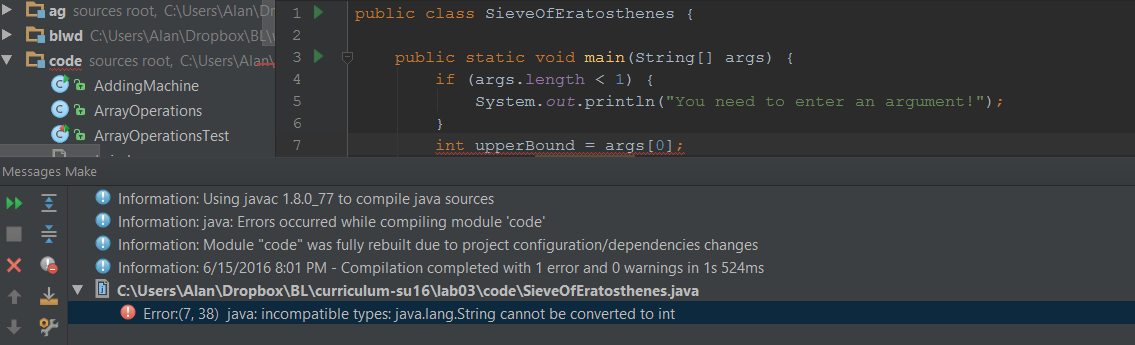 ag sources root, C:\Users\Alan\Dropbox\BL\
blwd C:\Users\Alan\Dropbox\BL\
code sources root, C:\Users\Alan\
AddingMachine
ArrayOperations
ArrayOperationsTest
1 public class SieveOfEratosthenes {
2
3 public static void main(String[] args) {
4 if (args.length < 1) {
5 System.out.println("You need to enter an argument!");
6 }
7 int upperBound = args[0];
Messages Make
Information: Using javac 1.8.0_77 to compile java sources
Information: java: Errors occurred while compiling module 'code'
Information: Module "code" was fully rebuilt due to project configuration/dependencies changes
Information: 6/15/2016 8:01 PM - Compilation completed with 1 error and 0 warnings in 1s 524ms
C:\Users\Alan\Dropbox\BL\curriculum-su16\lab03\code\SieveOfEratosthenes.java
Error:(7, 38) java: incompatible types: java.lang.String cannot be converted to int